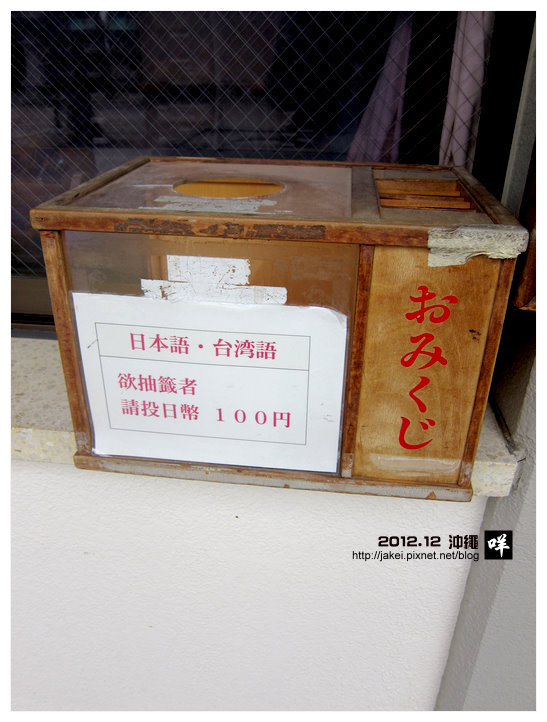 日本語・台湾語
欲抽籤者
請投日幣 １００円
おみくじ
2012.12 沖繩 咩
http://jakei.pixnet.net/blog